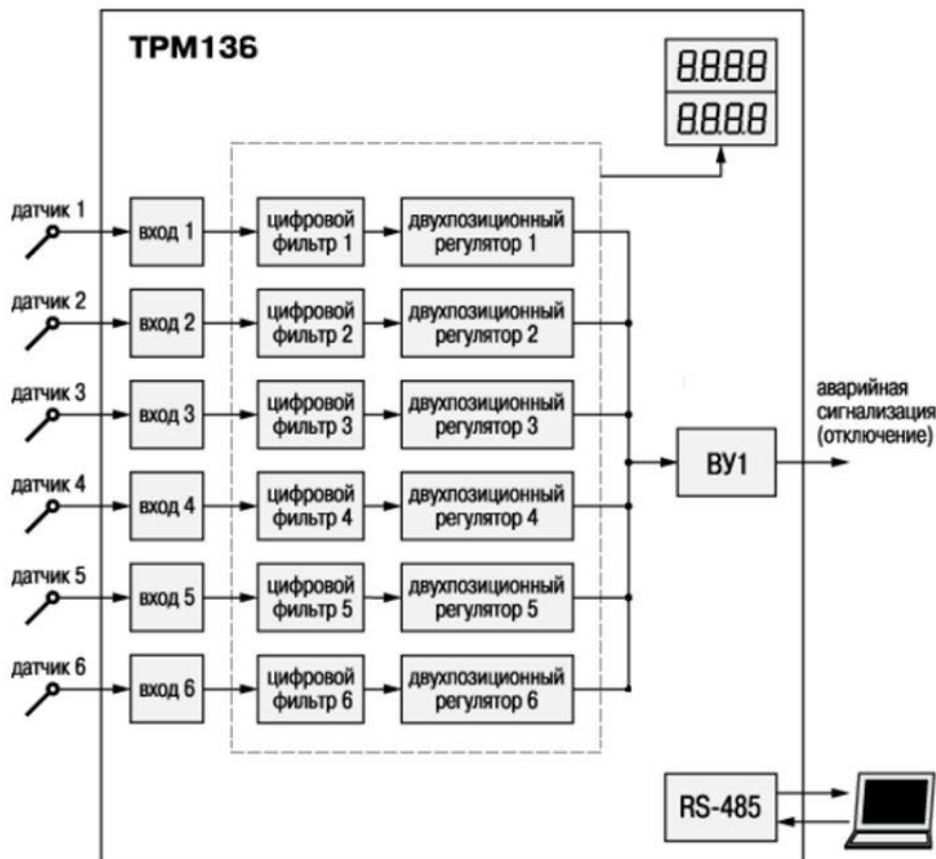 ТРМ136
8.8.8.8
8.8.8.8
датчик 1
вход 1
цифровой
фильтр 1
двухпозиционный
регулятор 1
датчик 2
вход 2
цифровой
фильтр 2
двухпозиционный
регулятор 2
датчик 3
вход 3
цифровой
фильтр 3
двухпозиционный
регулятор 3
аварийная
сигнализация
(отключение)
ВУ1
датчик 4
вход 4
цифровой
фильтр 4
двухпозиционный
регулятор 4
датчик 5
вход 5
цифровой
фильтр 5
двухпозиционный
регулятор 5
датчик 6
вход 6
цифровой
фильтр 6
двухпозиционный
регулятор 6
RS-485